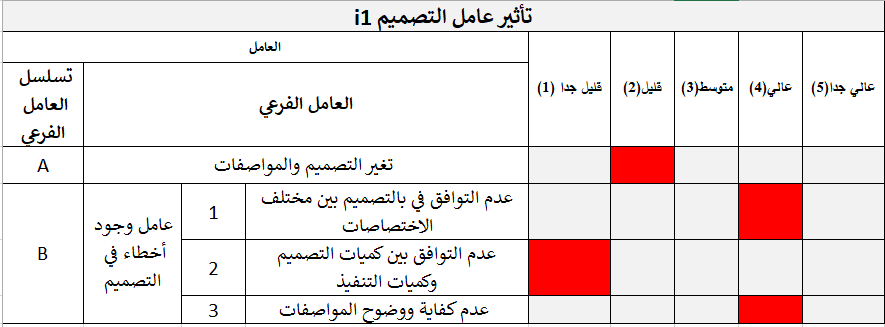 تأثير عامل التصميم i1
العامل
تسلسل العامل الفرعي
العامل الفرعي
قليل جدا (1)
قليل(2)
متوسط(3)
عالي(4)
عالي جدا(5)
A
تغير التصميم والمواصفات
B
عامل وجود أخطاء في التصميم
1
عدم التوافق في بالتصميم بين مختلف
الاختصاصات
2
عدم التوافق بين كميات التصميم
وكميات التنفيذ
3
عدم كفاية ووضوح المواصفات